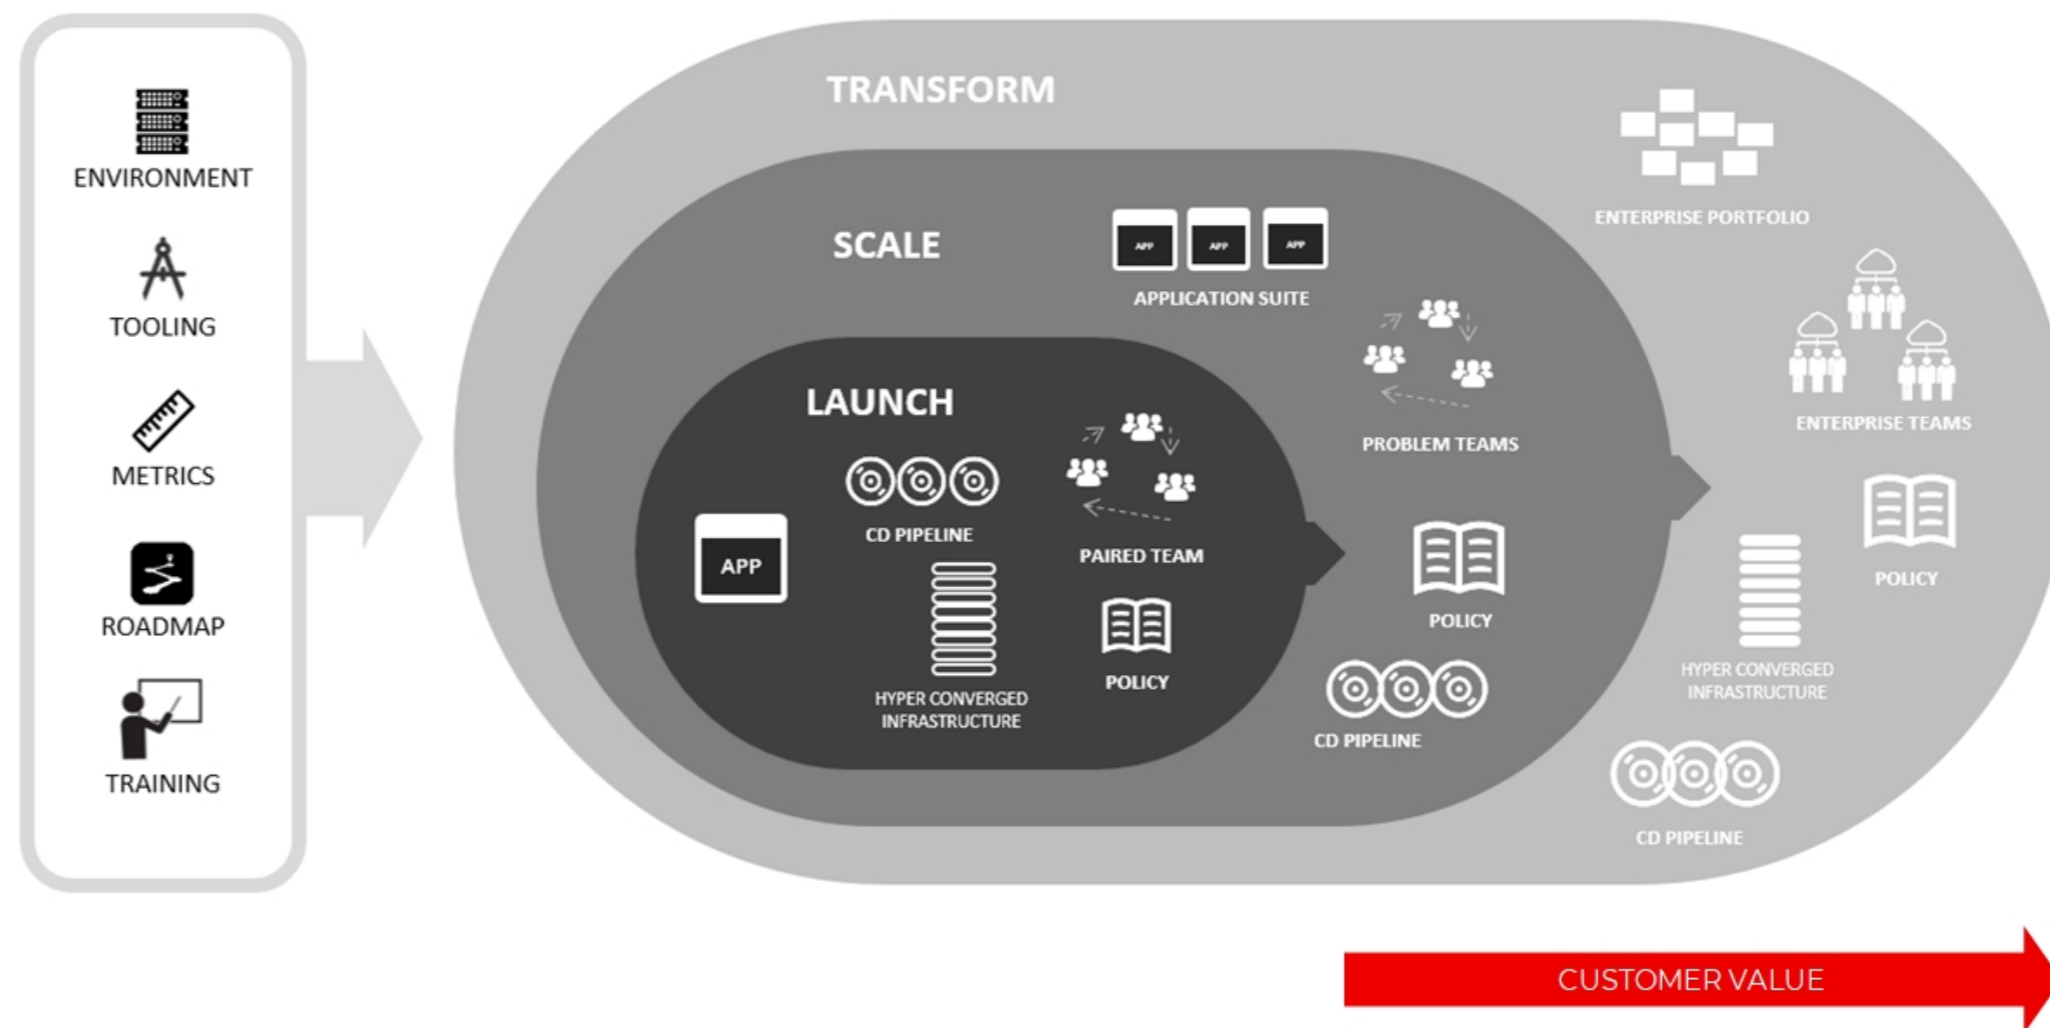 ENVIRONMENT
TOOLING
METRICS
ROADMAP
TRAINING
TRANSFORM
ENTERPRISE PORTFOLIO
ENTERPRISE TEAMS
POLICY
HYPER CONVERGED
INFRASTRUCTURE
CD PIPELINE
SCALE
APP
APP
APP
APPLICATION SUITE
PROBLEM TEAMS
POLICY
CD PIPELINE
LAUNCH
APP
CD PIPELINE
HYPER CONVERGED
INFRASTRUCTURE
PAIRED TEAM
POLICY
CUSTOMER VALUE